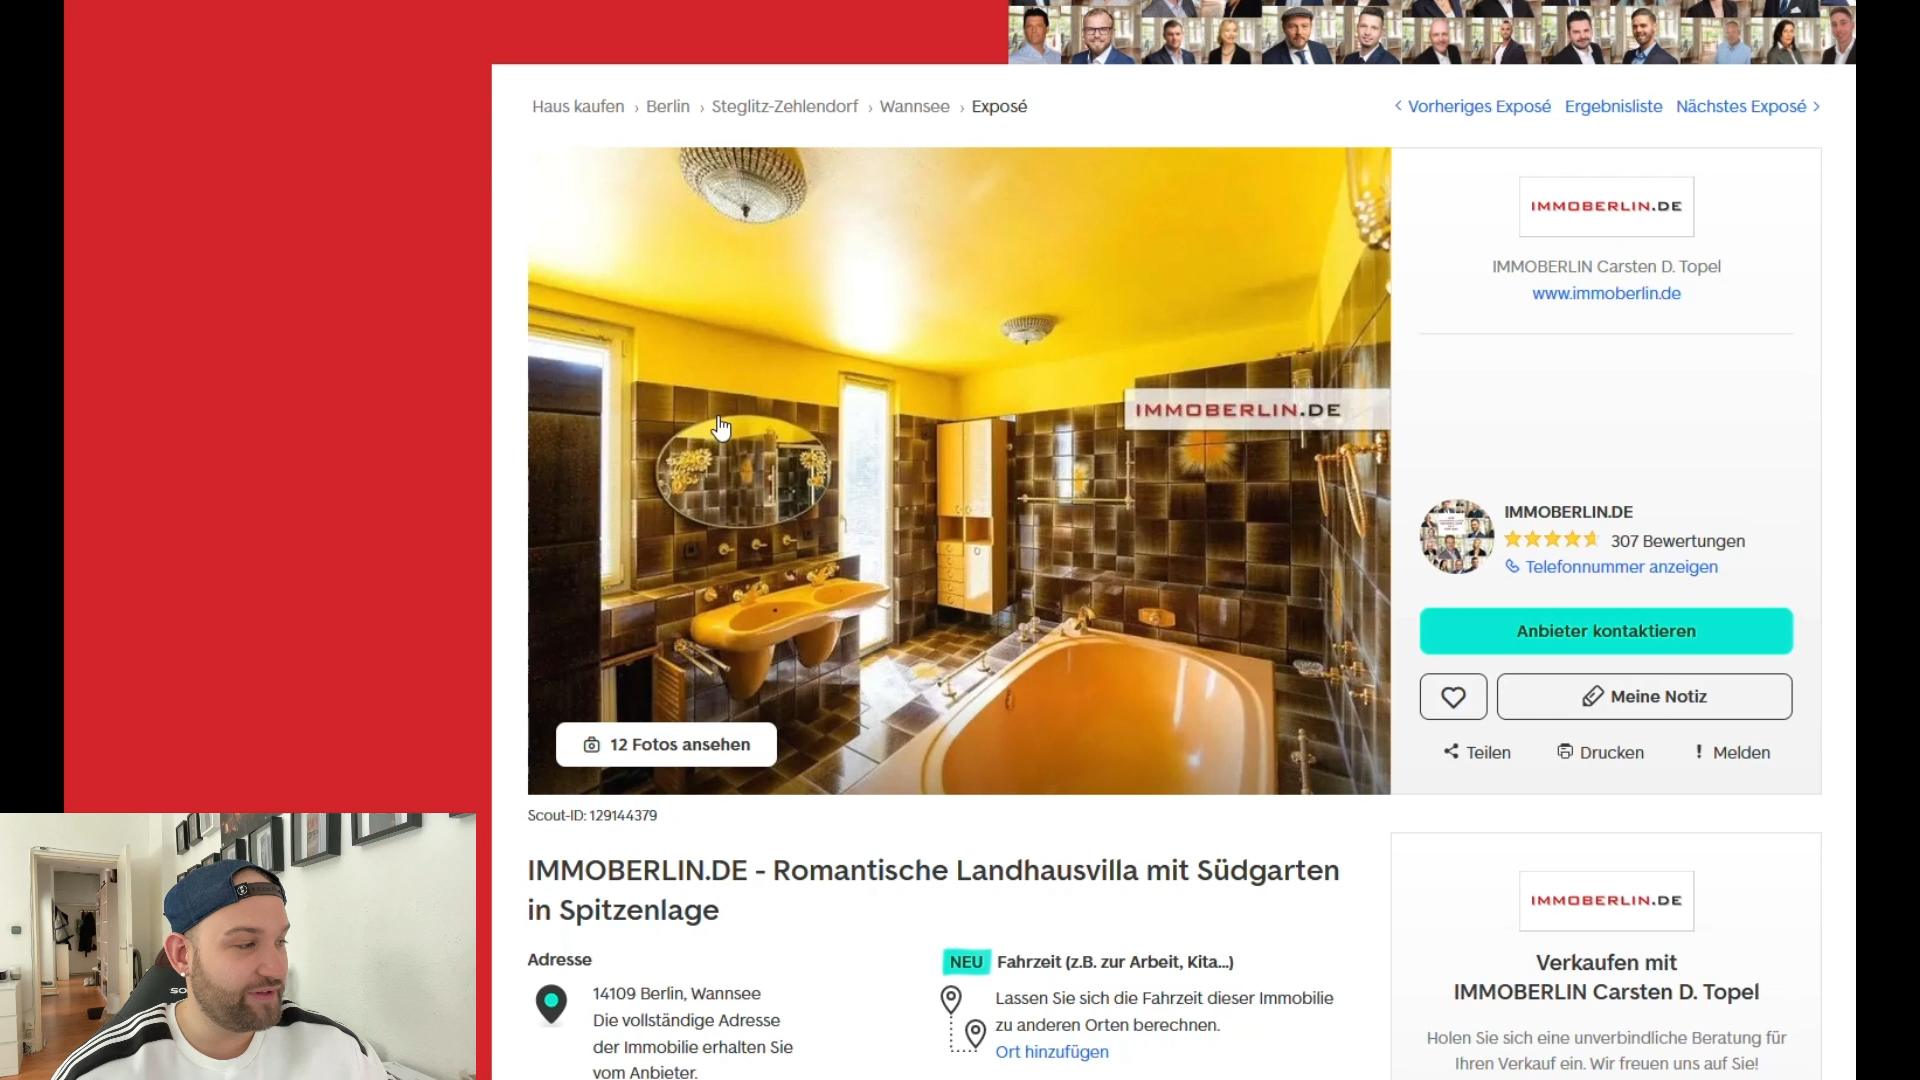 Haus kaufen › Berlin › Steglitz-Zehlendorf › Wannsee › Exposé
Vorheriges Exposé Ergebnisliste Nächstes Exposé
IMMOBERLIN.DE
IMMOBERLIN Carsten D. Topel
www.immoberlin.de
IMMOBERLIN.DE
IMMOBERLIN.DE
307 Bewertungen
Telefonnummer anzeigen
Anbieter kontaktieren
Meine Notiz
Teilen Drucken Melden
12 Fotos ansehen
Scout-ID: 129144379
IMMOBERLIN.DE - Romantische Landhausvilla mit Südgarten
in Spitzenlage
Adresse
14109 Berlin, Wannsee
Die vollständige Adresse
der Immobilie erhalten Sie
vom Anbieter.
NEU Fahrzeit (z.B. zur Arbeit, Kita...)
Lassen Sie sich die Fahrzeit dieser Immobilie
zu anderen Orten berechnen.
Ort hinzufügen
IMMOBERLIN.DE
Verkaufen mit
IMMOBERLIN Carsten D. Topel
Holen Sie sich eine unverbindliche Beratung für
Ihren Verkauf ein. Wir freuen uns auf Sie!